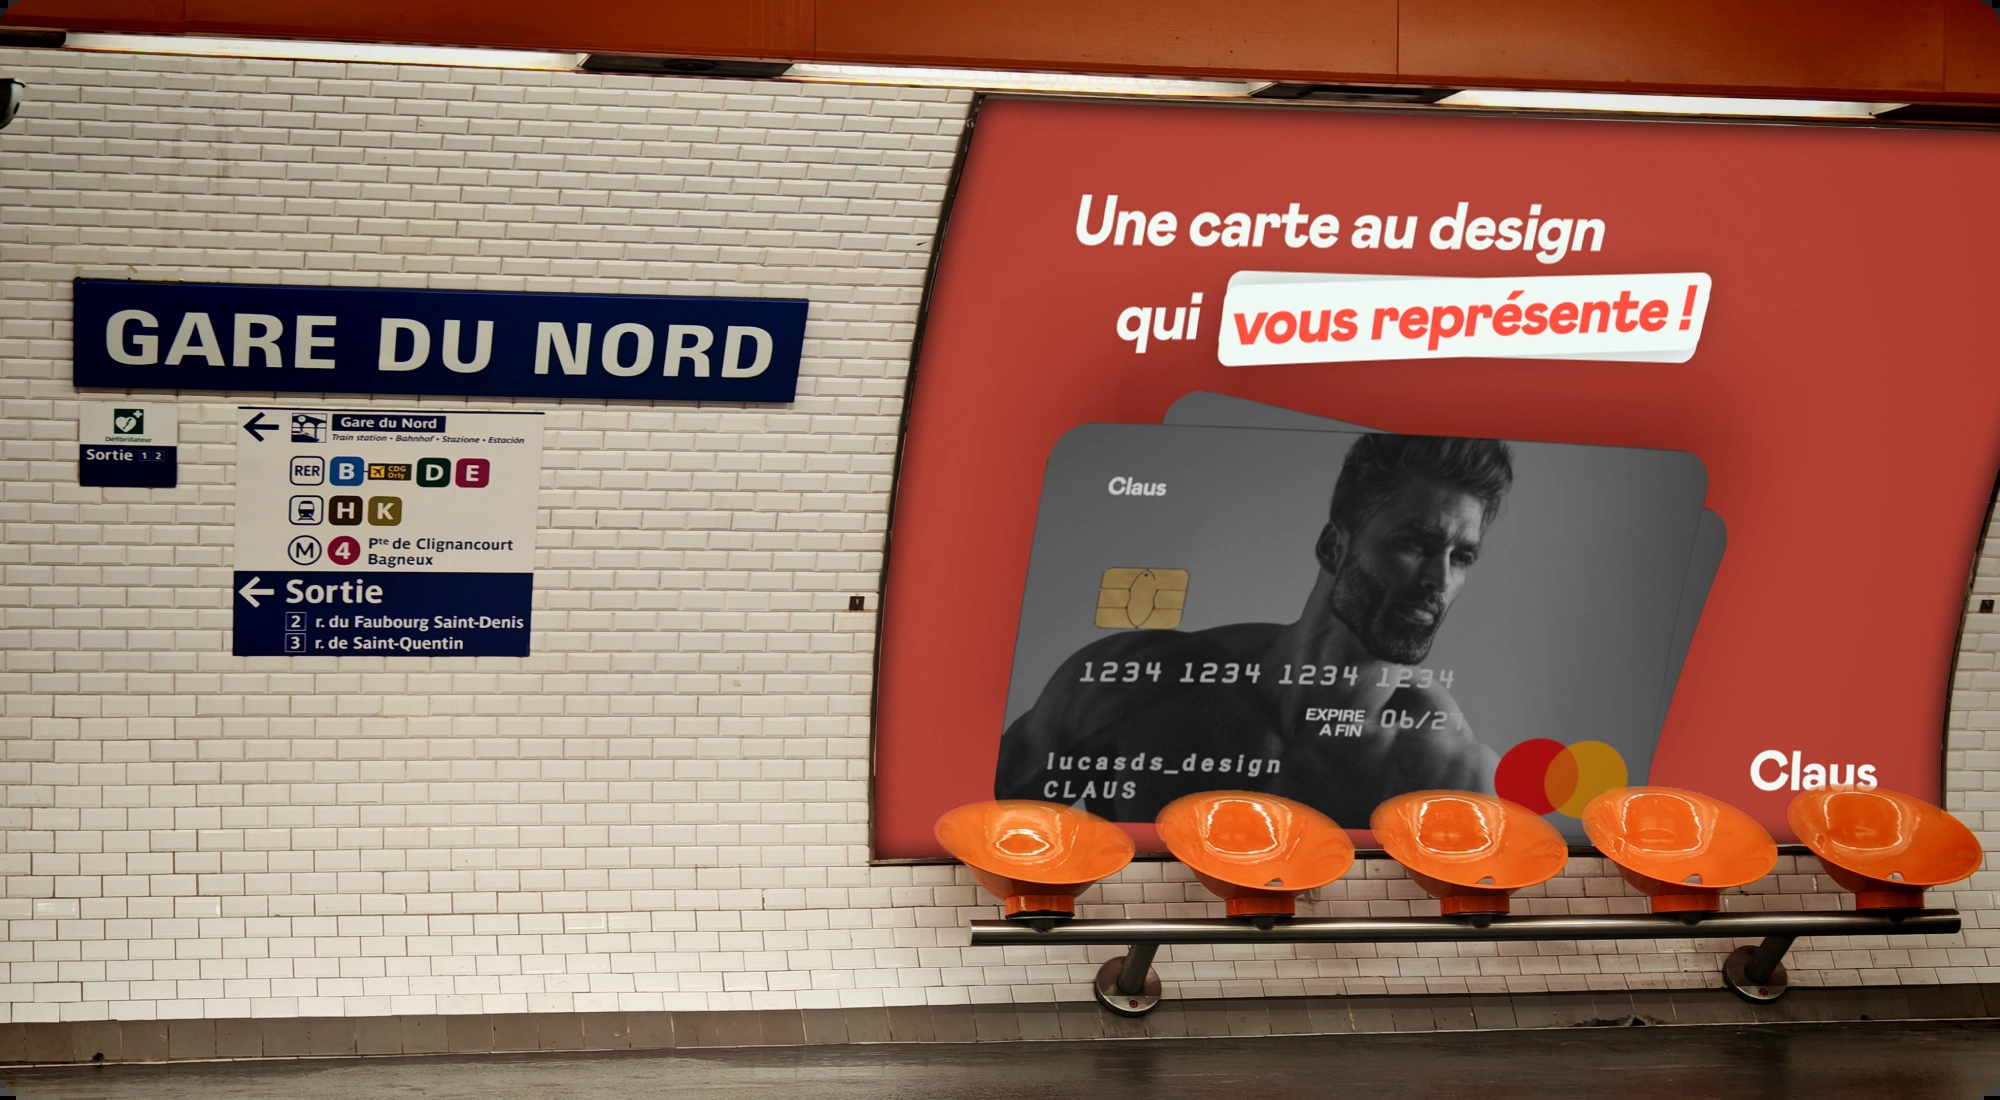 GARE DU NORD
Défibrillateur
Sortie 1 2
Gare du Nord
Train station • Bahnhof • Stazione • Estación
RER B CDG Orly D E
H K
M 4 Pte de Clignancourt
Bagneux
Sortie
2 r. du Faubourg Saint-Denis
3 r. de Saint-Quentin
Une carte au design
qui vous représente !
Claus
1234 1234 1234 1234
EXPIRE
A FIN 06/27
lucasds_design
CLAUS
Claus